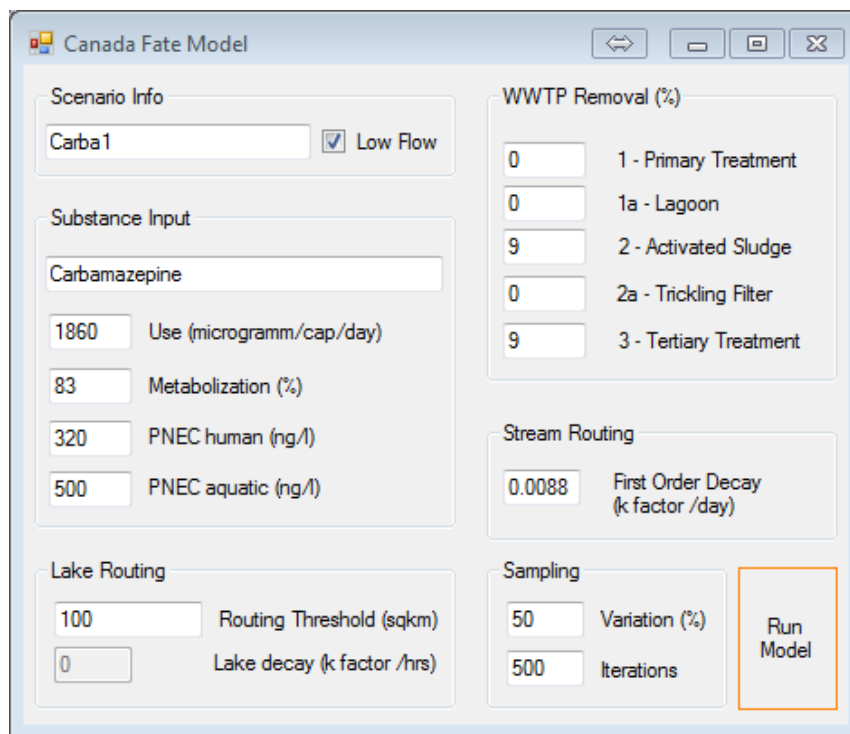 Canada Fate Model
Scenario Info
Carba1 Low Flow
Substance Input
Carbamazepine
1860 Use (microgramm/cap/day)
83 Metabolization (%)
320 PNEC human (ng/l)
500 PNEC aquatic (ng/l)
Lake Routing
100 Routing Threshold (sqkm)
0 Lake decay (k factor /hrs)
WWTP Removal (%)
0 1 - Primary Treatment
0 1a - Lagoon
9 2 - Activated Sludge
0 2a - Trickling Filter
9 3 - Tertiary Treatment
Stream Routing
0.0088 First Order Decay
(k factor /day)
Sampling
50 Variation (%)
500 Iterations
Run
Model